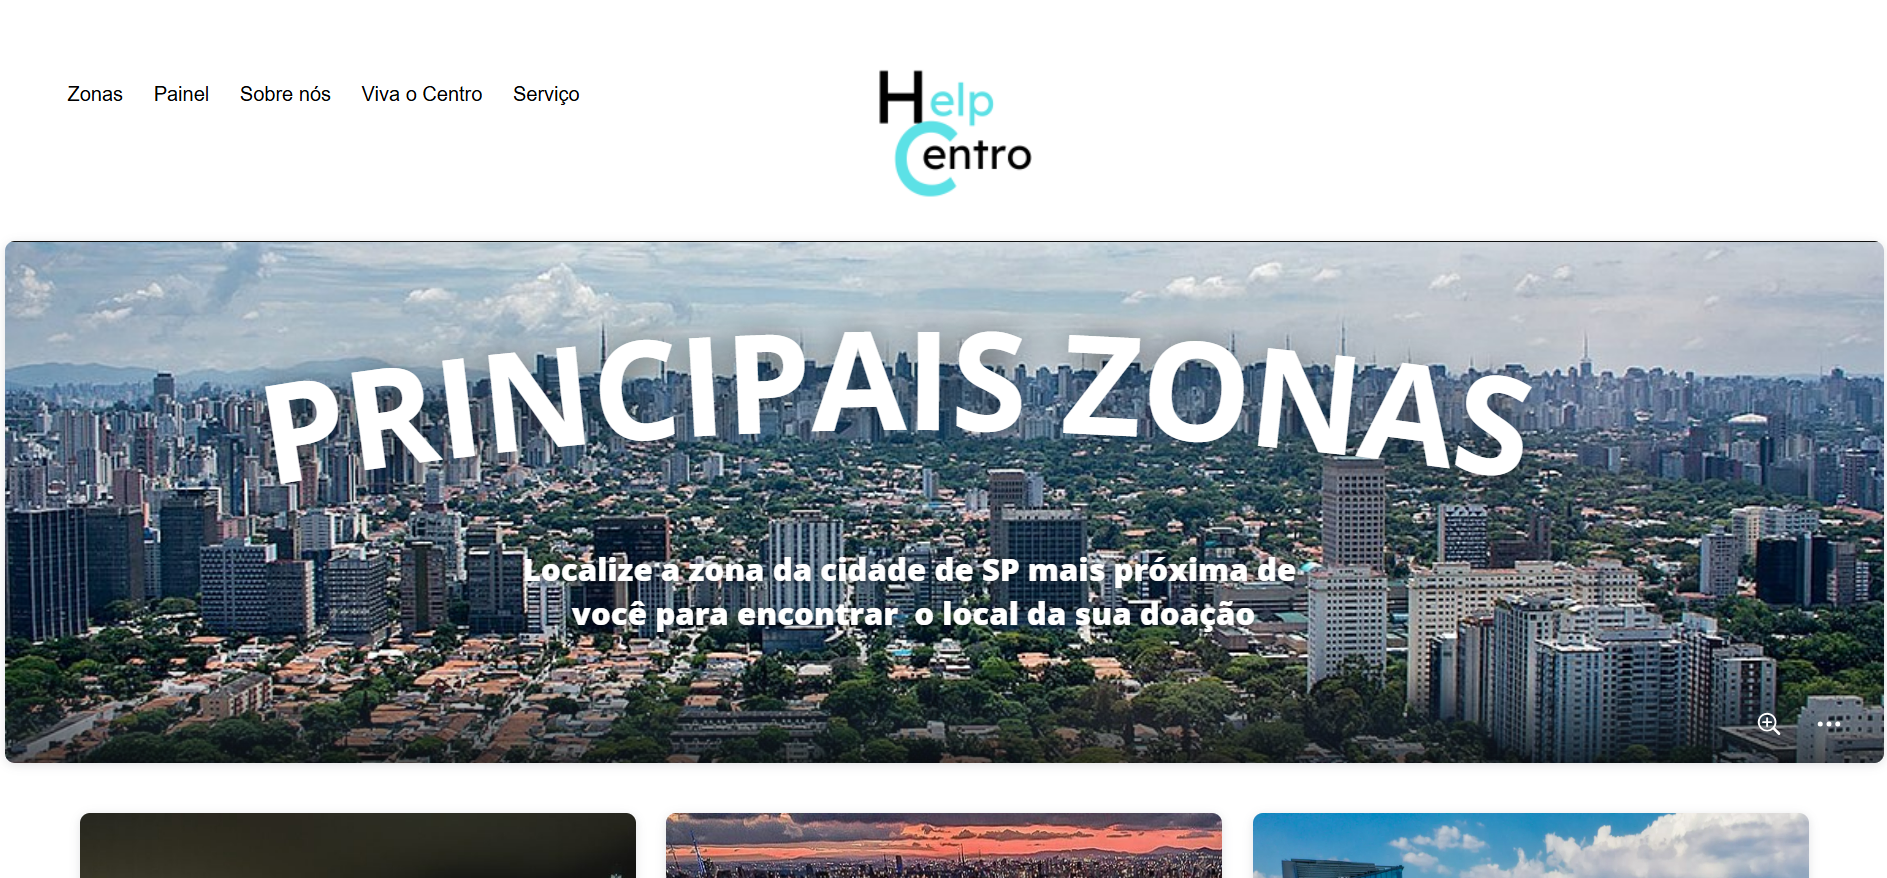 Zonas Painel Sobre nós Viva o Centro Serviço
Help
Centro
PRINCIPAIS ZONAS
Localize a zona da cidade de SP mais próxima de
você para encontrar o local da sua doação